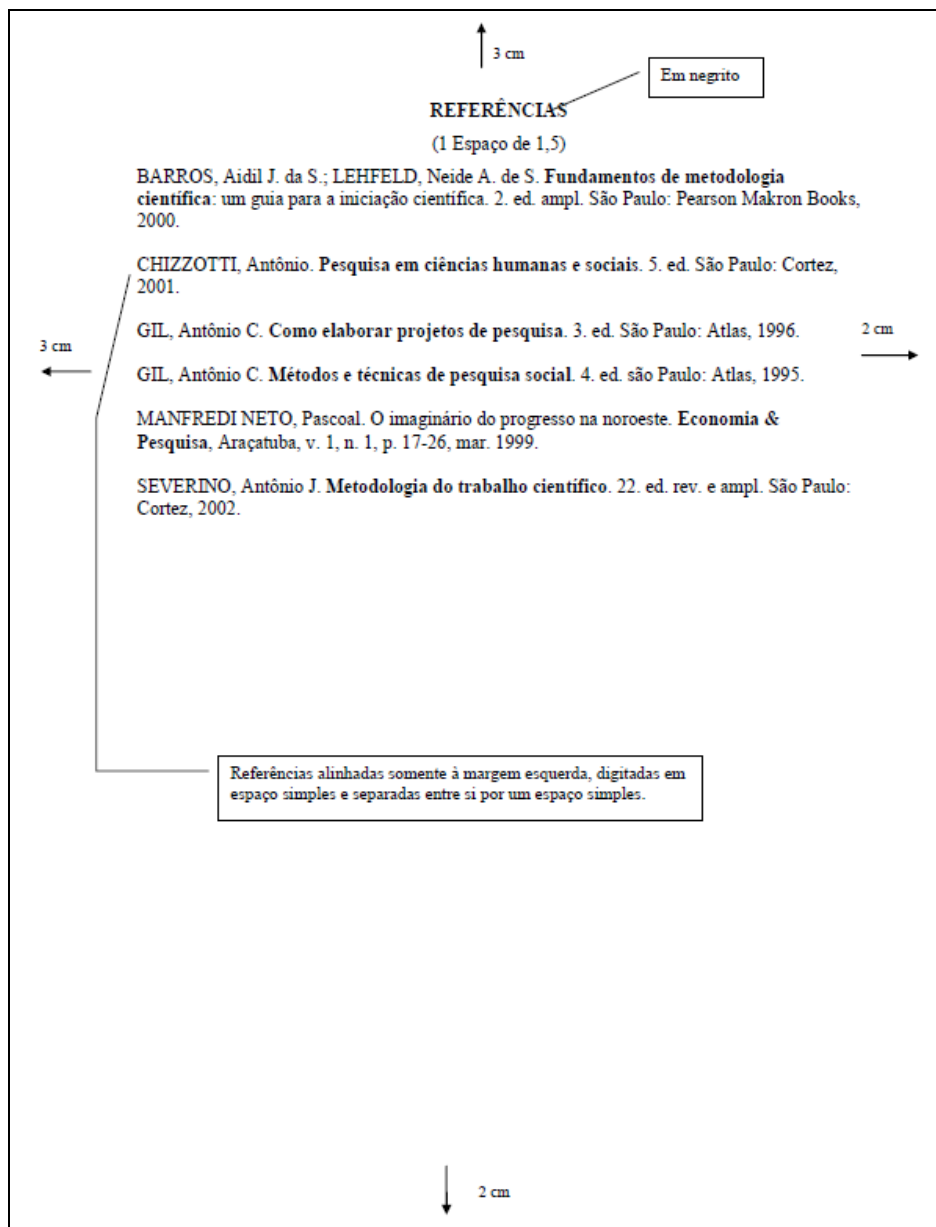 3 cm
Em negrito
REFERÊNCIAS
(1 Espaço de 1,5)
BARROS, Aidil J. da S.; LEHFELD, Neide A. de S. Fundamentos de metodologia
científica: um guia para a iniciação científica. 2. ed. ampl. São Paulo: Pearson Makron Books,
2000.
CHIZZOTTI, Antônio. Pesquisa em ciências humanas e sociais. 5. ed. São Paulo: Cortez,
2001.
GIL, Antônio C. Como elaborar projetos de pesquisa. 3. ed. São Paulo: Atlas, 1996.
2 cm
3 cm
GIL, Antônio C. Métodos e técnicas de pesquisa social. 4. ed. são Paulo: Atlas, 1995.
MANFREDI NETO, Pascoal. O imaginário do progresso na noroeste. Economia &
Pesquisa, Araçatuba, v. 1, n. 1, p. 17-26, mar. 1999.
SEVERINO, Antônio J. Metodologia do trabalho científico. 22. ed. rev. e ampl. São Paulo:
Cortez, 2002.
Referências alinhadas somente à margem esquerda, digitadas em
espaço simples e separadas entre si por um espaço simples.
2 cm